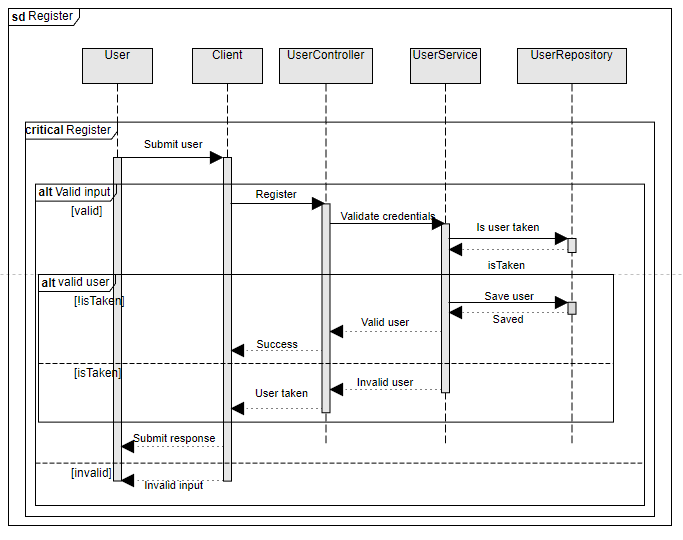 sd Register
User
Client
UserController
UserService
UserRepository
critical Register
Submit user
alt Valid input
[valid]
Register
Validate credentials
Is user taken
isTaken
alt valid user
[!isTaken]
Save user
Saved
Valid user
Success
[isTaken]
Invalid user
User taken
Submit response
[invalid]
Invalid input